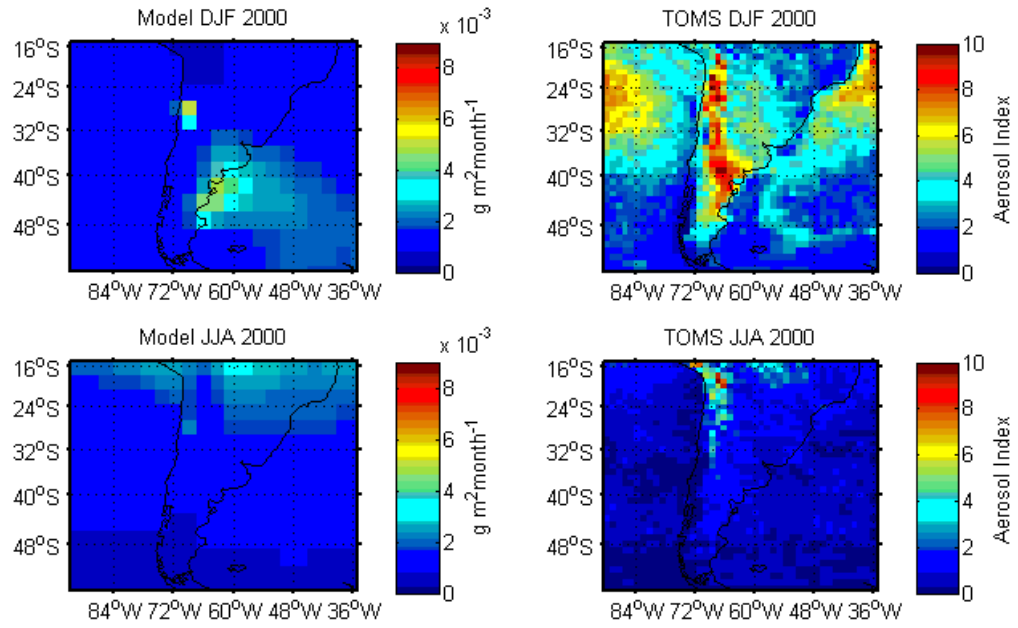 Model DJF 2000
x 10⁻³
16°S
24°S
32°S
40°S
48°S
84°W 72°W 60°W 48°W 36°W
8
6
4
2
0
g m²month⁻¹
TOMS DJF 2000
16°S
24°S
32°S
40°S
48°S
84°W 72°W 60°W 48°W 36°W
10
8
6
4
2
0
Aerosol Index
Model JJA 2000
x 10⁻³
16°S
24°S
32°S
40°S
48°S
84°W 72°W 60°W 48°W 36°W
8
6
4
2
0
g m²month⁻¹
TOMS JJA 2000
16°S
24°S
32°S
40°S
48°S
84°W 72°W 60°W 48°W 36°W
10
8
6
4
2
0
Aerosol Index